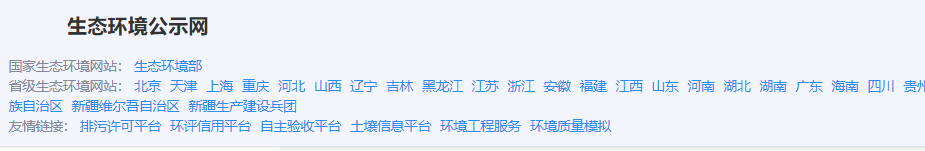 生态环境公示网
国家生态环境网站： 生态环境部
省级生态环境网站： 北京 天津 上海 重庆 河北 山西 辽宁 吉林 黑龙江 江苏 浙江 安徽 福建 江西 山东 河南 湖北 湖南 广东 海南 四川 贵州
族自治区 新疆维吾自治区 新疆生产建设兵团
友情链接： 排污许可平台 环评信用平台 自主验收平台 土壤信息平台 环境工程服务 环境质量模拟